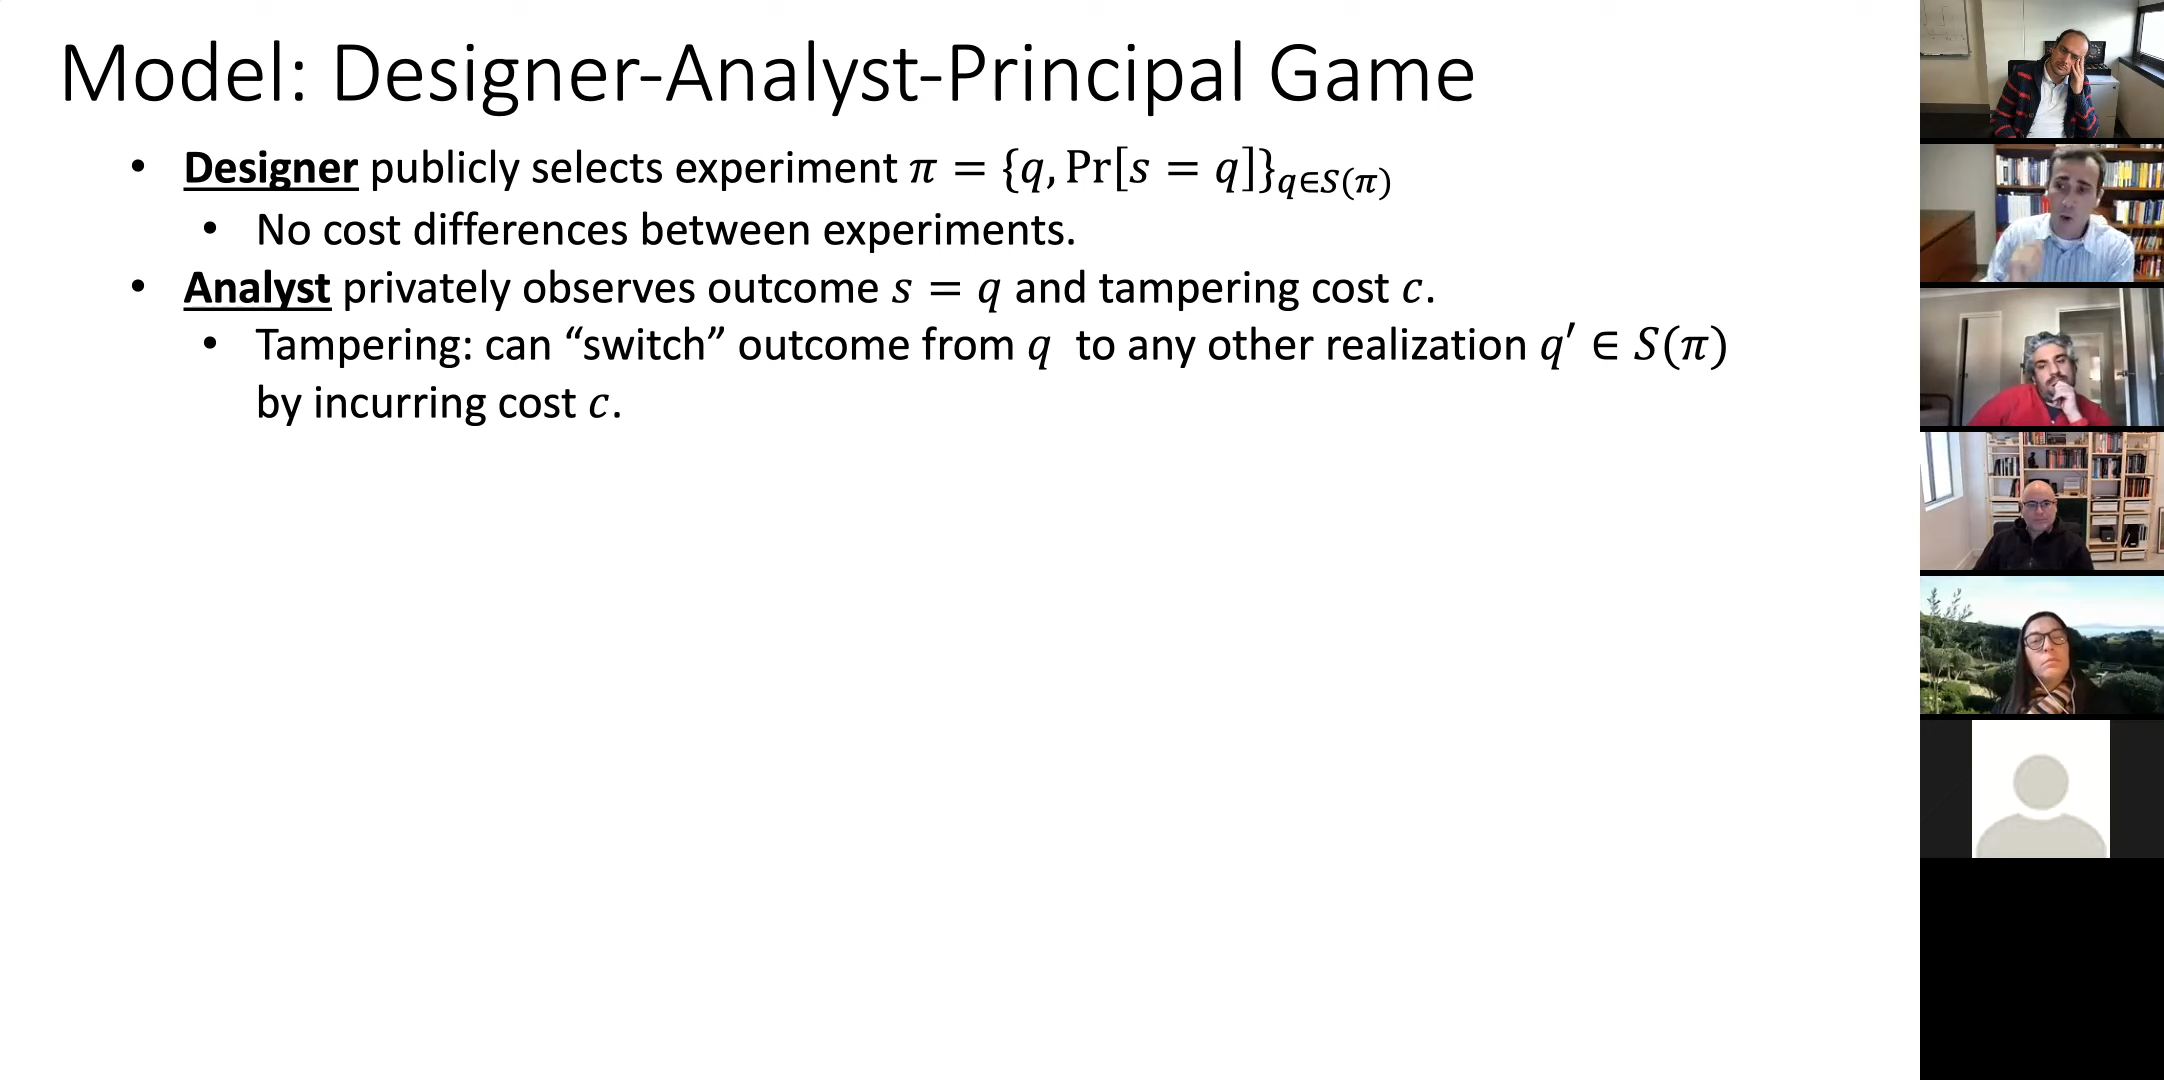 Model: Designer-Analyst-Principal Game
• Designer publicly selects experiment π = {q, Pr[s = q]}_{q∈S(π)}
• No cost differences between experiments.
• Analyst privately observes outcome s = q and tampering cost c.
• Tampering: can “switch” outcome from q to any other realization q′ ∈ S(π)
by incurring cost c.